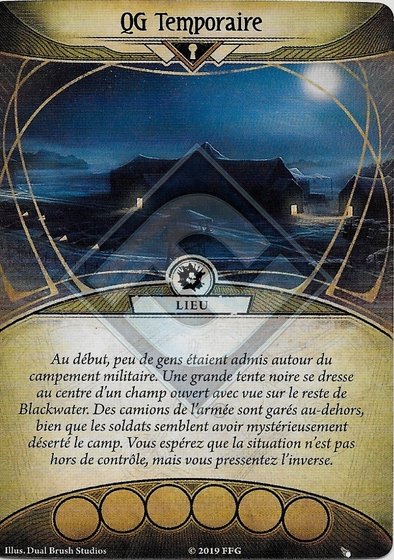 QG Temporaire
LIEU
Au début, peu de gens étaient admis autour du
campement militaire. Une grande tente noire se dresse
au centre d'un champ ouvert avec vue sur le reste de
Blackwater. Des camions de l'armée sont garés au-dehors,
bien que les soldats semblent avoir mystérieusement
déserté le camp. Vous espérez que la situation n'est pas
hors de contrôle, mais vous pressentez l'inverse.
Illus. Dual Brush Studios
© 2019 FFG